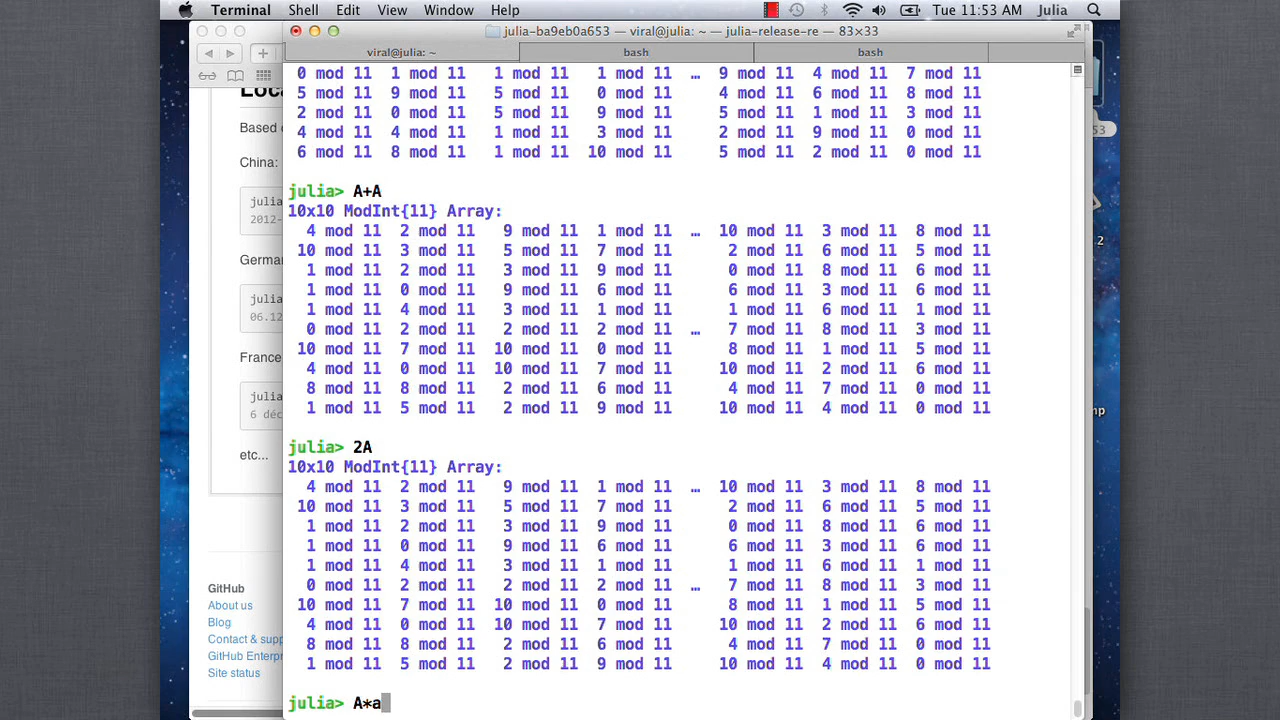 Terminal Shell Edit View Window Help Tue 11:53 AM Julia
julia-ba9eb0a653 — viral@julia: ~ — julia-release-re — 83×33
viral@julia: ~ bash bash
Based
China:
julia
2012-
German
julia
06.12
France
julia
6 déc
etc...
GitHub
About us
Blog
Contact & supp
GitHub Enterpr
Site status
0 mod 11 1 mod 11 1 mod 11 1 mod 11 … 9 mod 11 4 mod 11 7 mod 11
5 mod 11 9 mod 11 5 mod 11 0 mod 11 4 mod 11 6 mod 11 8 mod 11
2 mod 11 0 mod 11 5 mod 11 9 mod 11 5 mod 11 1 mod 11 3 mod 11
4 mod 11 4 mod 11 1 mod 11 3 mod 11 2 mod 11 9 mod 11 0 mod 11
6 mod 11 8 mod 11 1 mod 11 10 mod 11 5 mod 11 2 mod 11 0 mod 11
julia> A+A
10x10 ModInt{11} Array:
4 mod 11 2 mod 11 9 mod 11 1 mod 11 … 10 mod 11 3 mod 11 8 mod 11
10 mod 11 3 mod 11 5 mod 11 7 mod 11 2 mod 11 6 mod 11 5 mod 11
1 mod 11 2 mod 11 3 mod 11 9 mod 11 0 mod 11 8 mod 11 6 mod 11
1 mod 11 0 mod 11 9 mod 11 6 mod 11 6 mod 11 3 mod 11 6 mod 11
1 mod 11 4 mod 11 3 mod 11 1 mod 11 1 mod 11 6 mod 11 1 mod 11
0 mod 11 2 mod 11 2 mod 11 2 mod 11 … 7 mod 11 8 mod 11 3 mod 11
10 mod 11 7 mod 11 10 mod 11 0 mod 11 8 mod 11 1 mod 11 5 mod 11
4 mod 11 0 mod 11 10 mod 11 7 mod 11 10 mod 11 2 mod 11 6 mod 11
8 mod 11 8 mod 11 2 mod 11 6 mod 11 4 mod 11 7 mod 11 0 mod 11
1 mod 11 5 mod 11 2 mod 11 9 mod 11 10 mod 11 4 mod 11 0 mod 11
julia> 2A
10x10 ModInt{11} Array:
4 mod 11 2 mod 11 9 mod 11 1 mod 11 … 10 mod 11 3 mod 11 8 mod 11
10 mod 11 3 mod 11 5 mod 11 7 mod 11 2 mod 11 6 mod 11 5 mod 11
1 mod 11 2 mod 11 3 mod 11 9 mod 11 0 mod 11 8 mod 11 6 mod 11
1 mod 11 0 mod 11 9 mod 11 6 mod 11 6 mod 11 3 mod 11 6 mod 11
1 mod 11 4 mod 11 3 mod 11 1 mod 11 1 mod 11 6 mod 11 1 mod 11
0 mod 11 2 mod 11 2 mod 11 2 mod 11 … 7 mod 11 8 mod 11 3 mod 11
10 mod 11 7 mod 11 10 mod 11 0 mod 11 8 mod 11 1 mod 11 5 mod 11
4 mod 11 0 mod 11 10 mod 11 7 mod 11 10 mod 11 2 mod 11 6 mod 11
8 mod 11 8 mod 11 2 mod 11 6 mod 11 4 mod 11 7 mod 11 0 mod 11
1 mod 11 5 mod 11 2 mod 11 9 mod 11 10 mod 11 4 mod 11 0 mod 11
julia> A*a